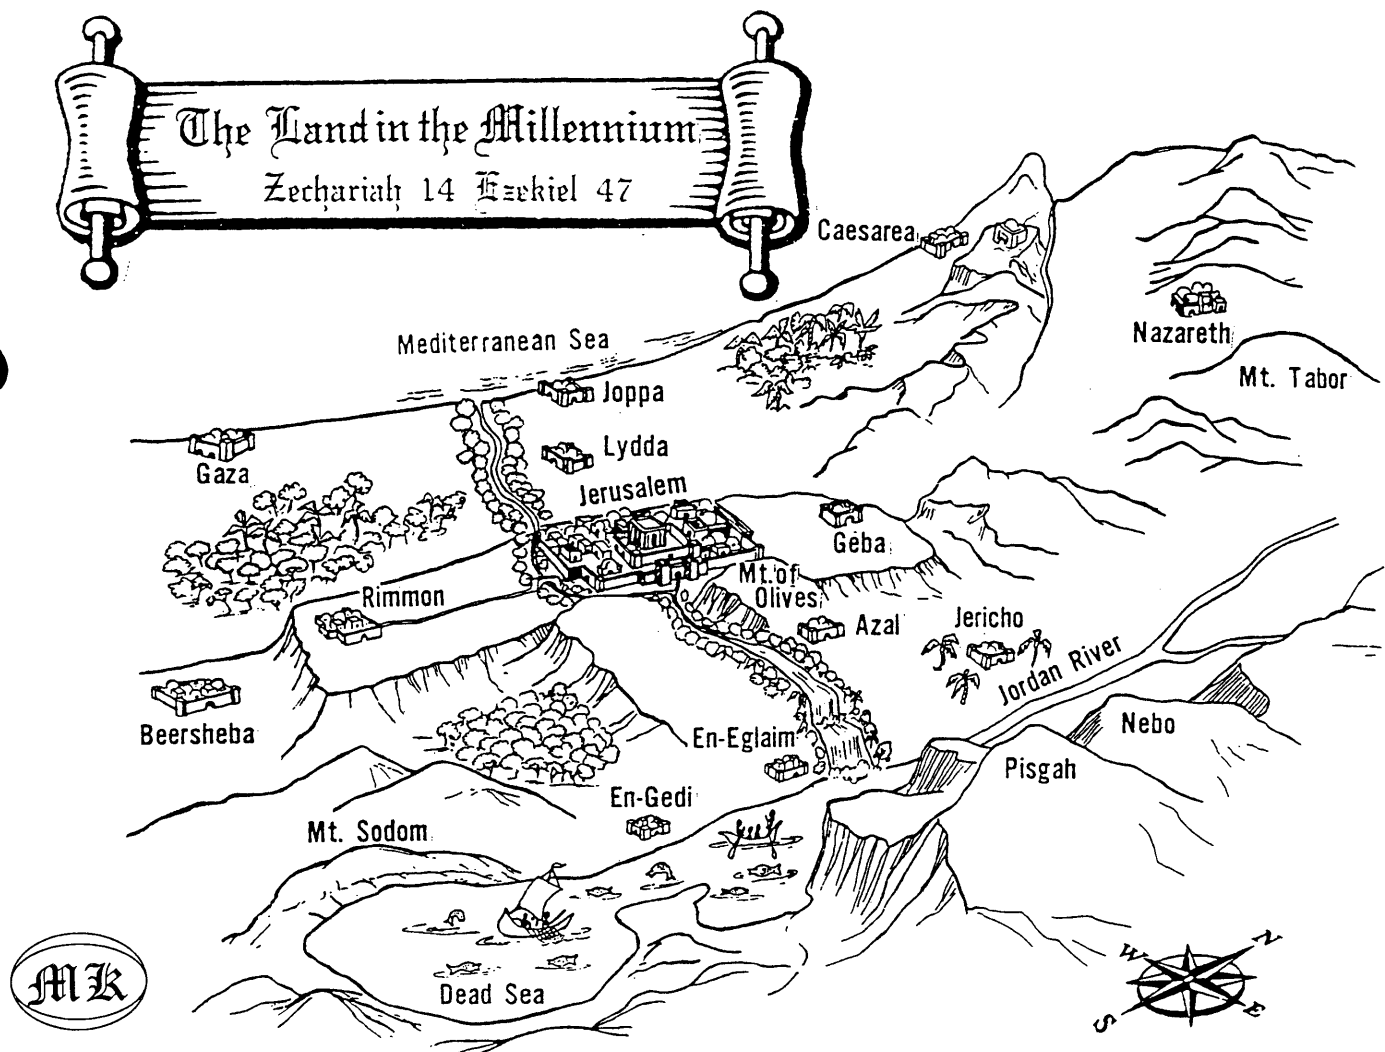 The Land in the Millennium
Zechariah 14 Ezekiel 47
Caesarea
Nazareth
Mt. Tabor
Mediterranean Sea
Joppa
Lydda
Gaza
Jerusalem
Geba
Mt. of
Olives
Rimmon
Azal
Jericho
Jordan River
Beersheba
En-Eglaim
Nebo
Pisgah
En-Gedi
Mt. Sodom
Dead Sea
MK
N
W
E
S